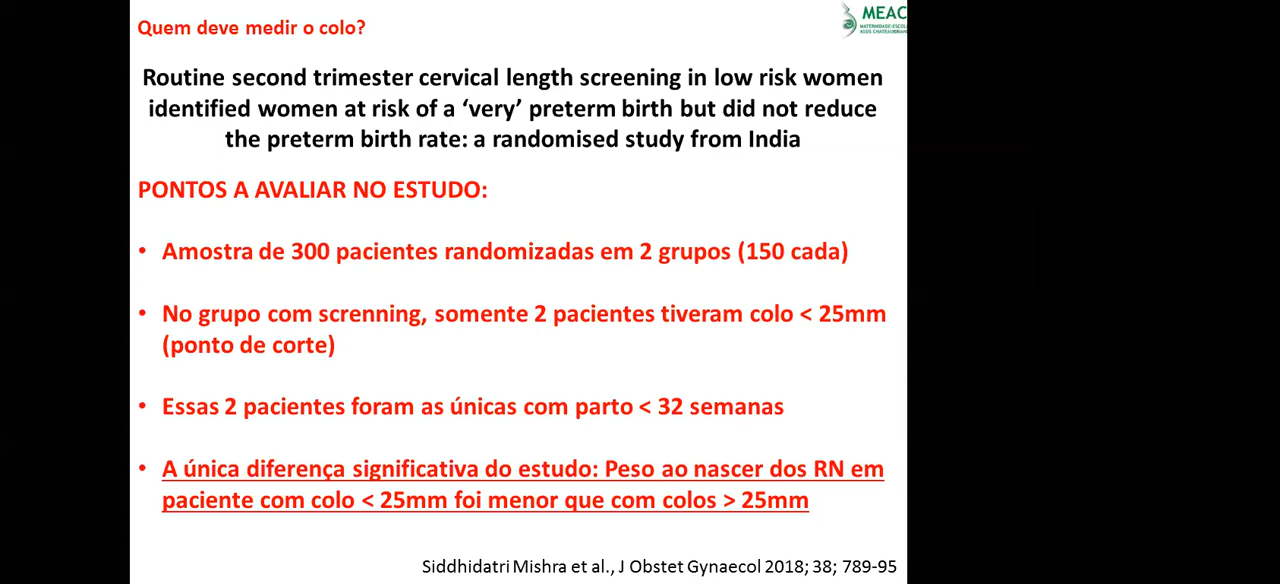 Quem deve medir o colo?
MEAC
MATERNIDADE-ESCOLA
ASSIS CHATEAUBRIAND
Routine second trimester cervical length screening in low risk women
identified women at risk of a ‘very’ preterm birth but did not reduce
the preterm birth rate: a randomised study from India
PONTOS A AVALIAR NO ESTUDO:
• Amostra de 300 pacientes randomizadas em 2 grupos (150 cada)
• No grupo com screnning, somente 2 pacientes tiveram colo < 25mm
(ponto de corte)
• Essas 2 pacientes foram as únicas com parto < 32 semanas
• A única diferença significativa do estudo: Peso ao nascer dos RN em
paciente com colo < 25mm foi menor que com colos > 25mm
Siddhidatri Mishra et al., J Obstet Gynaecol 2018; 38; 789-95